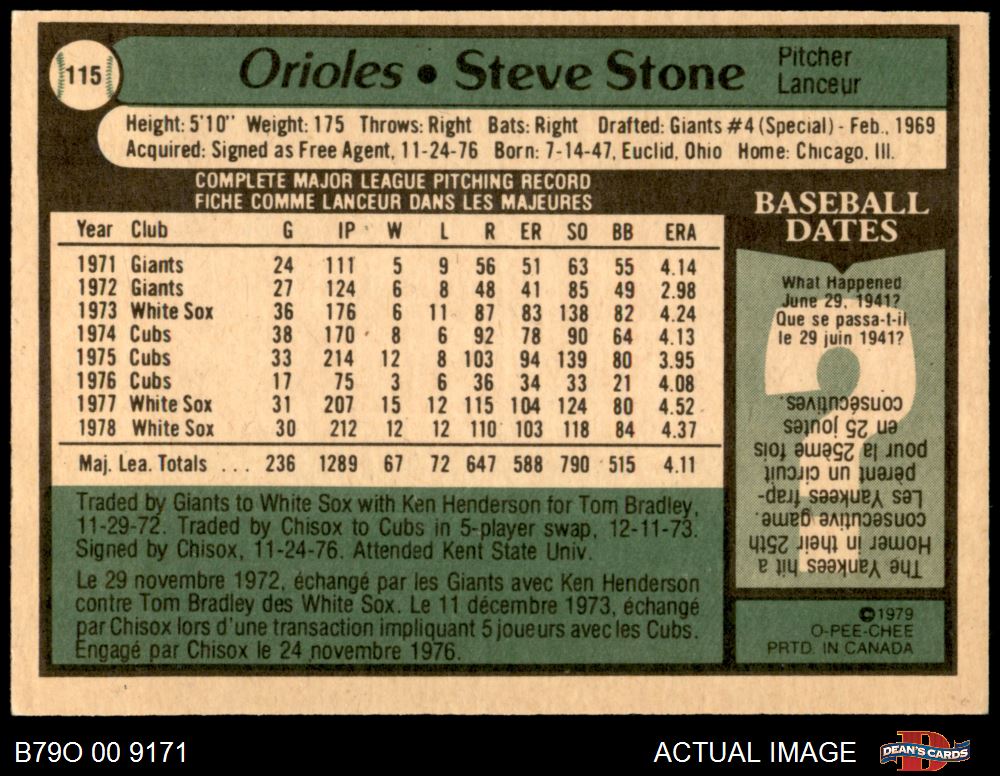 115
Orioles • Steve Stone
Pitcher
Lanceur
Height: 5'10" Weight: 175 Throws: Right Bats: Right Drafted: Giants #4 (Special) - Feb., 1969
Acquired: Signed as Free Agent, 11-24-76 Born: 7-14-47, Euclid, Ohio Home: Chicago, Ill.
COMPLETE MAJOR LEAGUE PITCHING RECORD
FICHE COMME LANCEUR DANS LES MAJEURES
Year Club G IP W L R ER SO BB ERA
1971 Giants 24 111 5 9 56 51 63 55 4.14
1972 Giants 27 124 6 8 48 41 85 49 2.98
1973 White Sox 36 176 6 11 87 83 138 82 4.24
1974 Cubs 38 170 8 6 92 78 90 64 4.13
1975 Cubs 33 214 12 8 103 94 139 80 3.95
1976 Cubs 17 75 3 6 36 34 33 21 4.08
1977 White Sox 31 207 15 12 115 104 124 80 4.52
1978 White Sox 30 212 12 12 110 103 118 84 4.37
Maj. Lea. Totals ... 236 1289 67 72 647 588 790 515 4.11
Traded by Giants to White Sox with Ken Henderson for Tom Bradley,
11-29-72. Traded by Chisox to Cubs in 5-player swap, 12-11-73.
Signed by Chisox, 11-24-76. Attended Kent State Univ.
Le 29 novembre 1972, échangé par les Giants avec Ken Henderson
contre Tom Bradley des White Sox. Le 11 décembre 1973, échangé
par Chisox lors d'une transaction impliquant 5 joueurs avec les Cubs.
Engagé par Chisox le 24 novembre 1976.
BASEBALL
DATES
What Happened
June 29, 1941?
Que se passa-t-il
le 29 juin 1941?
The Yankees hit a
Homer in their 25th
consecutive game.
Les Yankees frap-
pèrent un circuit
pour la 25ème fois
en 25 joutes
consécutives.
©1979
O-PEE-CHEE
PRTD. IN CANADA
B79O 00 9171
ACTUAL IMAGE
DEAN'S CARDS